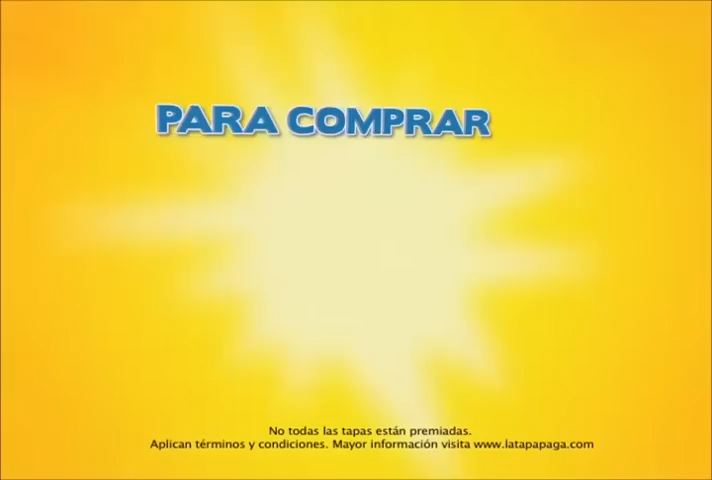 PARA COMPRAR
No todas las tapas están premiadas.
Aplican términos y condiciones. Mayor información visita www.latapapaga.com